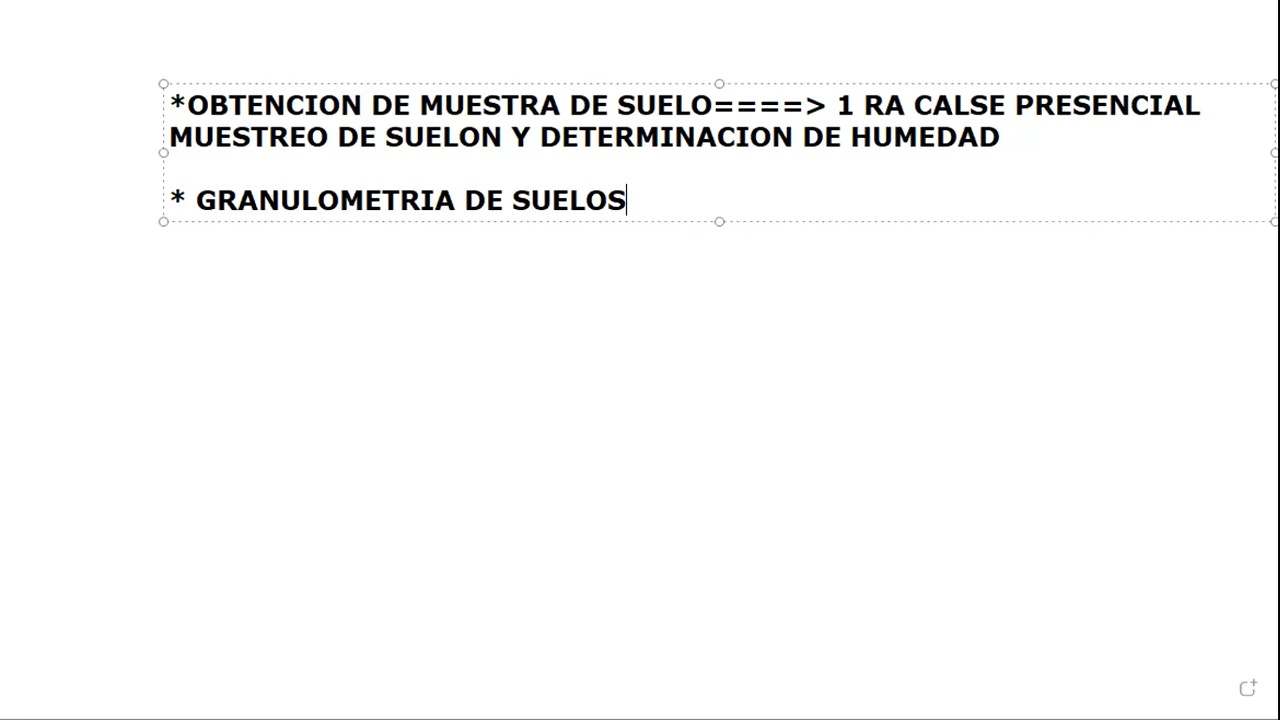 *OBTENCION DE MUESTRA DE SUELO====> 1 RA CALSE PRESENCIAL
MUESTREO DE SUELON Y DETERMINACION DE HUMEDAD
* GRANULOMETRIA DE SUELOS